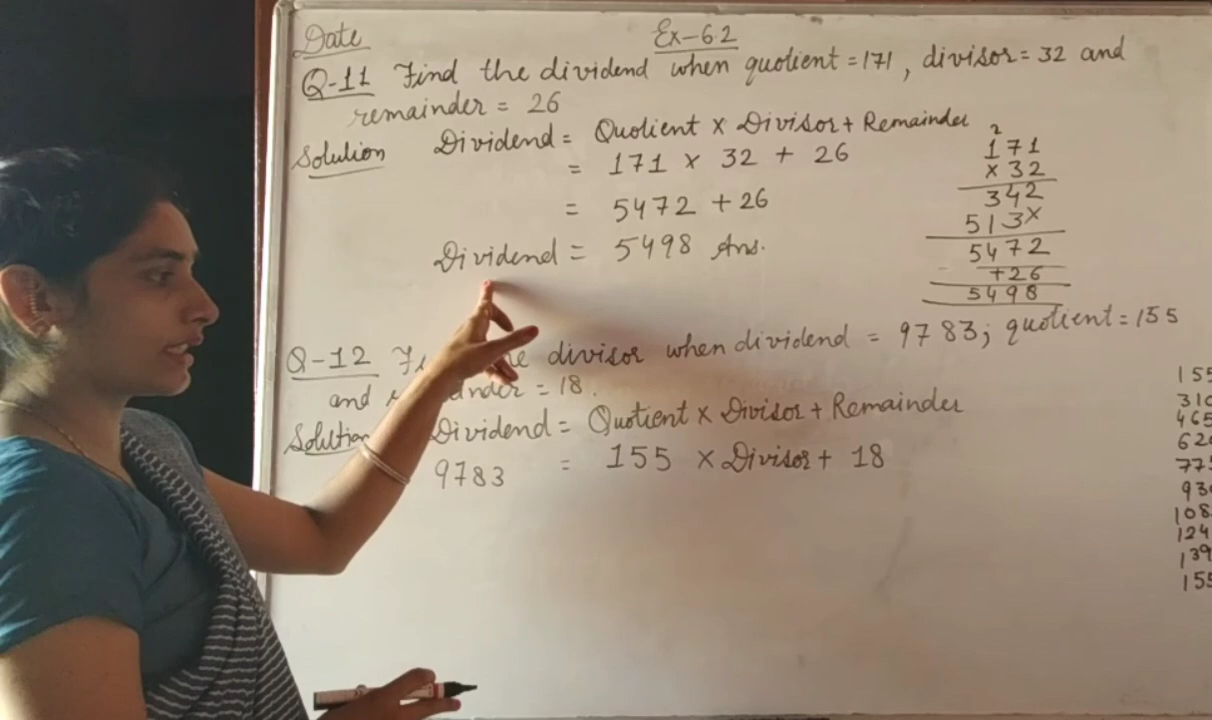 Date
Ex-6.2
Q-11 Find the dividend when quotient = 171, divisor = 32 and
remainder = 26
Solution Dividend = Quotient × Divisor + Remainder
= 171 × 32 + 26
= 5472 + 26
Dividend = 5498 Ans.
2
171
×32
342
513×
5472
+26
5498
Q-12 divisor when dividend = 9783; quotient = 155
and = 18.
Solution Dividend = Quotient × Divisor + Remainder
9783 = 155 × Divisor + 18
155
310
465
620
775
930
108
124
139
155